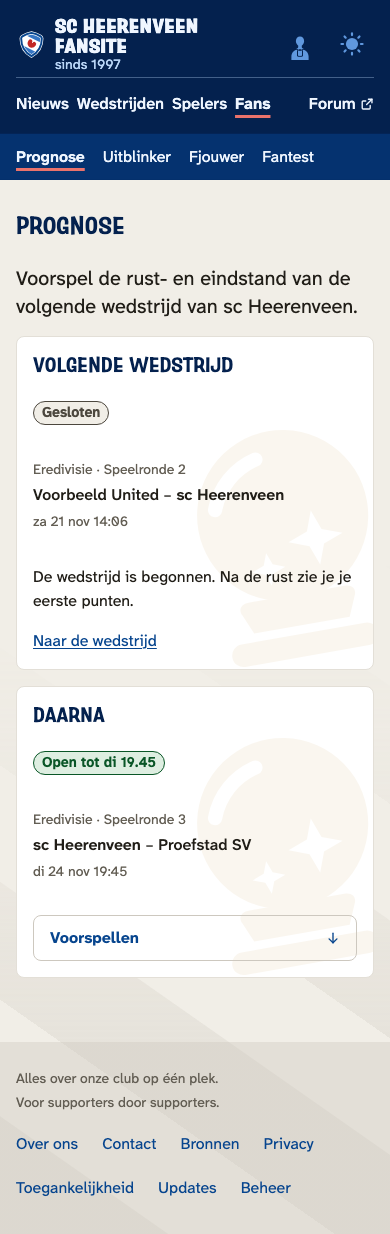 SC HEERENVEEN
FANSITE
sinds 1997
Nieuws Wedstrijden Spelers Fans Forum
Prognose Uitblinker Fjouwer Fantest
PROGNOSE
Voorspel de rust- en eindstand van de
volgende wedstrijd van sc Heerenveen.
VOLGENDE WEDSTRIJD
Gesloten
Eredivisie · Speelronde 2
Voorbeeld United – sc Heerenveen
za 21 nov 14:06
De wedstrijd is begonnen. Na de rust zie je je
eerste punten.
Naar de wedstrijd
DAARNA
Open tot di 19.45
Eredivisie · Speelronde 3
sc Heerenveen – Proefstad SV
di 24 nov 19:45
Voorspellen
Alles over onze club op één plek.
Voor supporters door supporters.
Over ons Contact Bronnen Privacy
Toegankelijkheid Updates Beheer